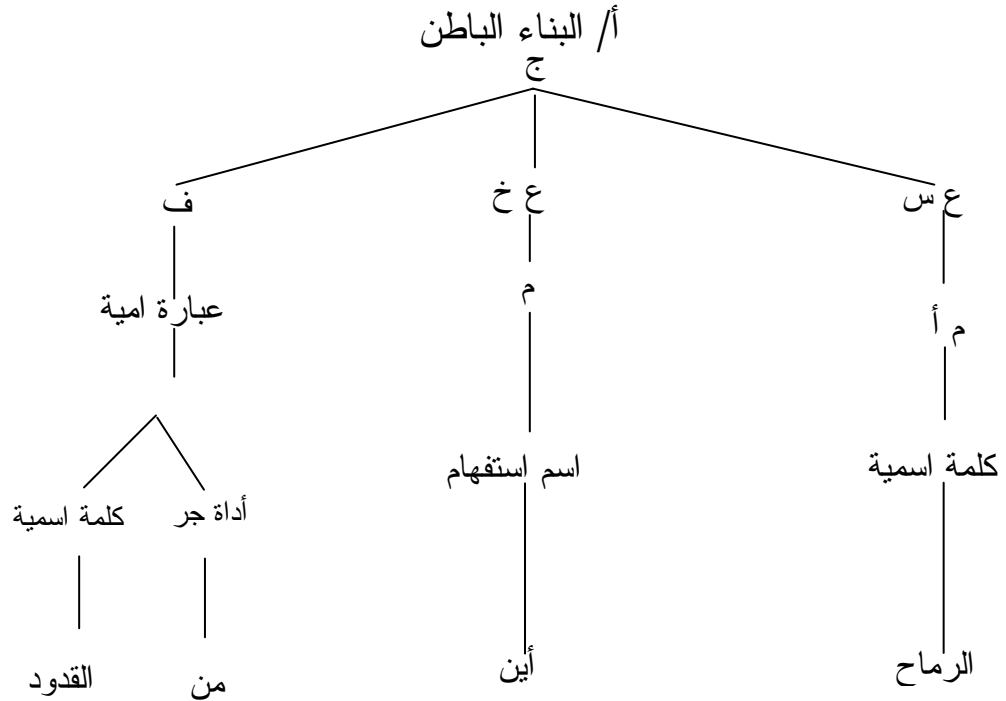 أ/ البناء الباطن
ج
ع س ع خ ف
م
عبارة امية
م أ
كلمة اسمية اسم استفهام
أداة جر كلمة اسمية
الرماح أين
من القدود